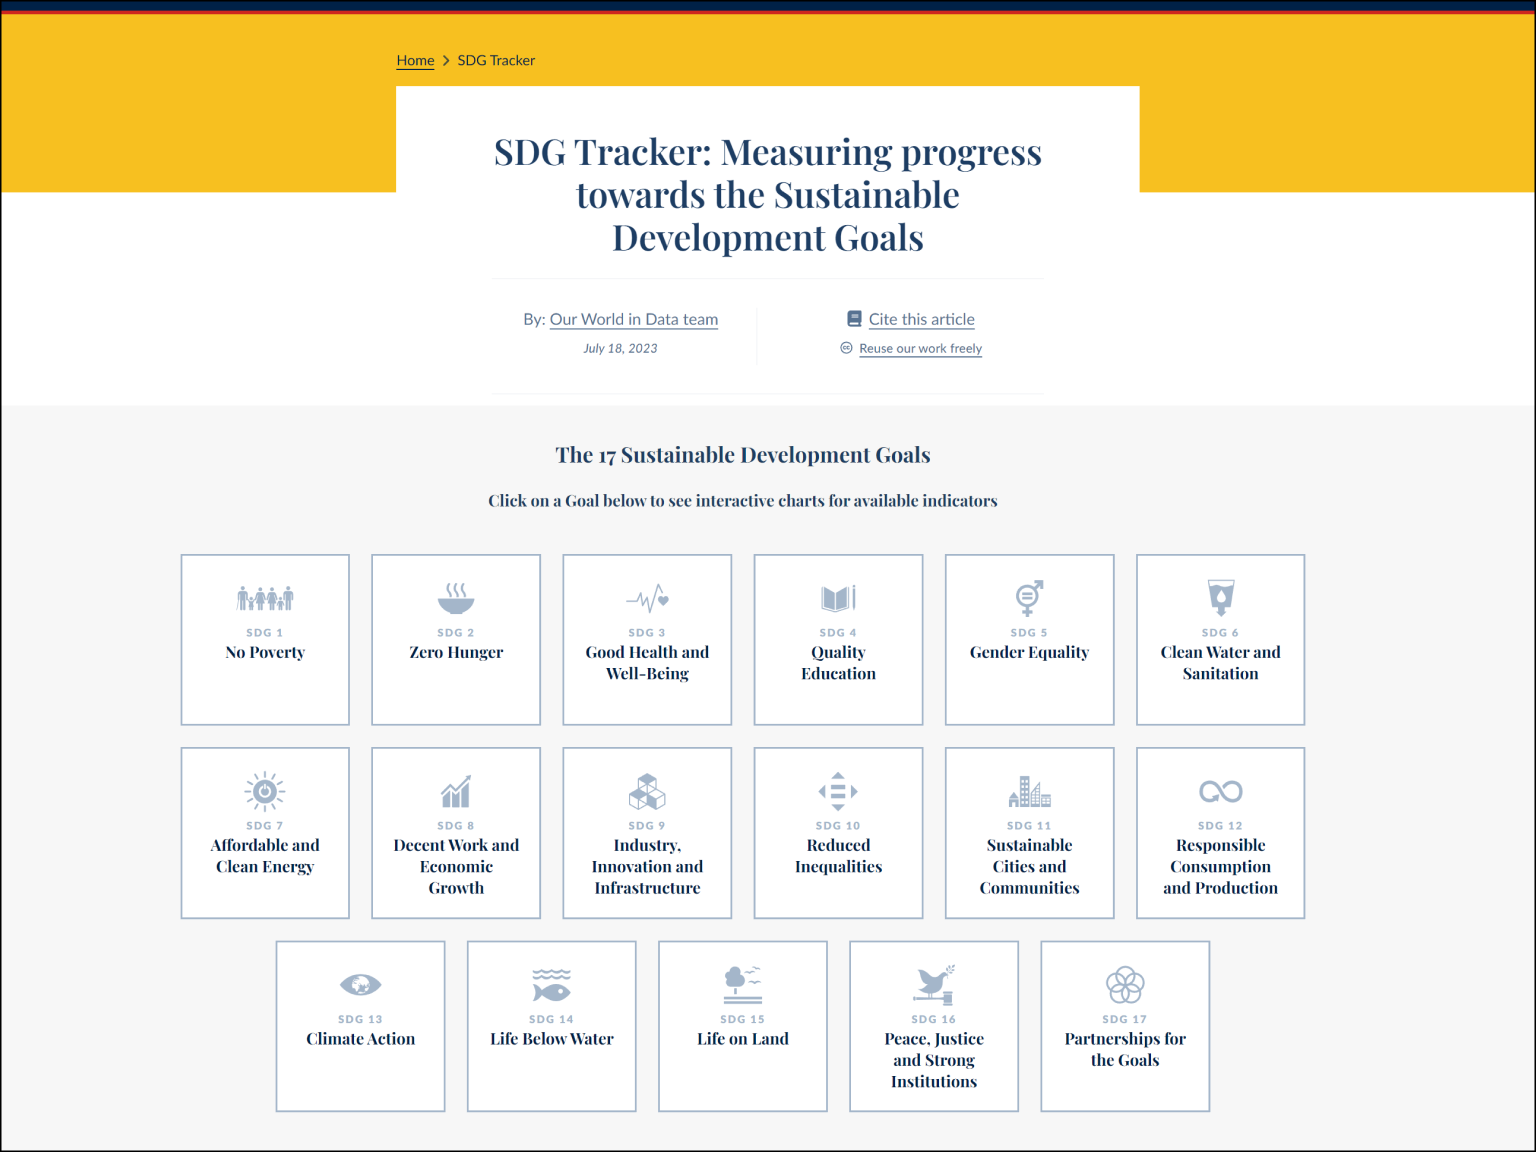 Home > SDG Tracker
SDG Tracker: Measuring progress
towards the Sustainable
Development Goals
By: Our World in Data team
July 18, 2023
Cite this article
Reuse our work freely
The 17 Sustainable Development Goals
Click on a Goal below to see interactive charts for available indicators
SDG 1
No Poverty
SDG 2
Zero Hunger
SDG 3
Good Health and
Well-Being
SDG 4
Quality
Education
SDG 5
Gender Equality
SDG 6
Clean Water and
Sanitation
SDG 7
Affordable and
Clean Energy
SDG 8
Decent Work and
Economic
Growth
SDG 9
Industry,
Innovation and
Infrastructure
SDG 10
Reduced
Inequalities
SDG 11
Sustainable
Cities and
Communities
SDG 12
Responsible
Consumption
and Production
SDG 13
Climate Action
SDG 14
Life Below Water
SDG 15
Life on Land
SDG 16
Peace, Justice
and Strong
Institutions
SDG 17
Partnerships for
the Goals